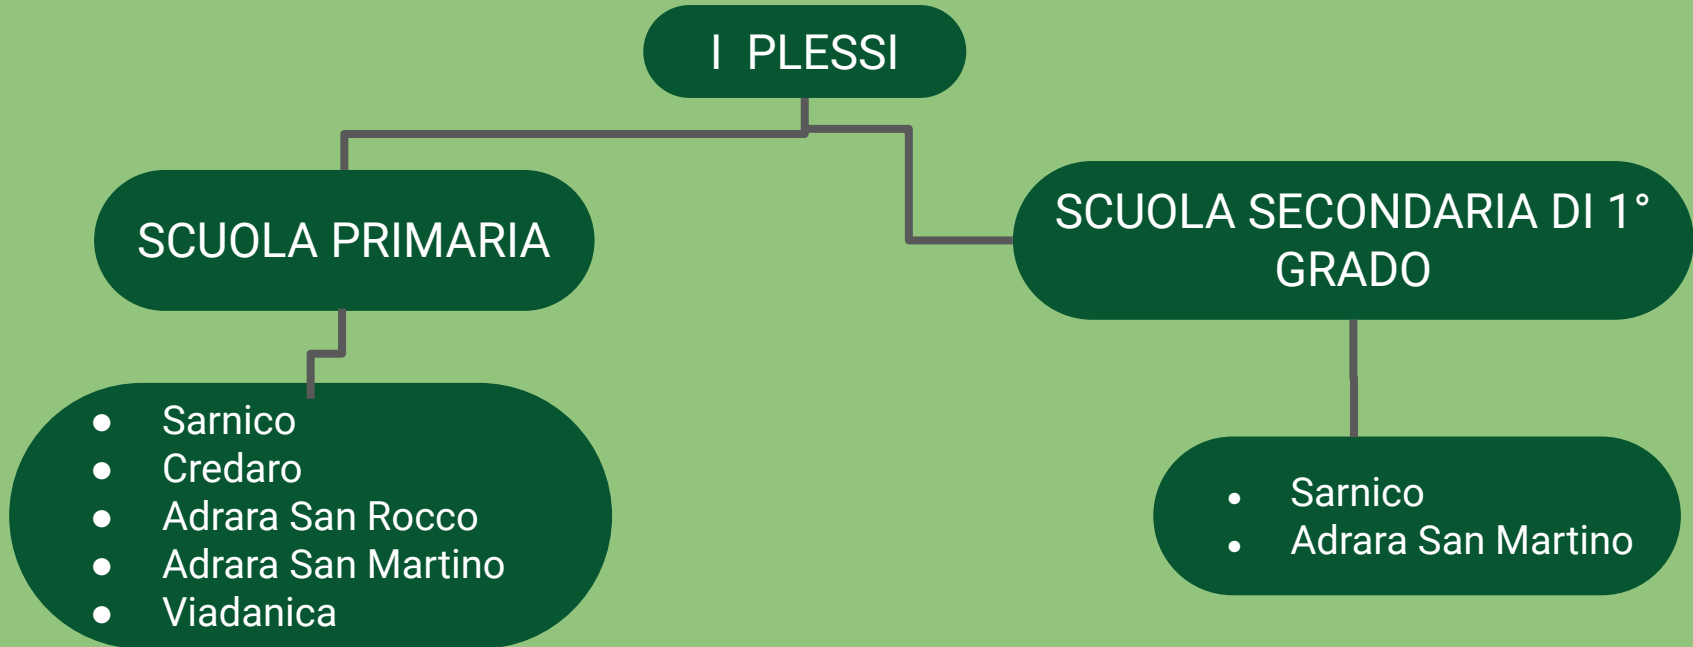 I PLESSI
SCUOLA PRIMARIA
SCUOLA SECONDARIA DI 1°
GRADO
● Sarnico
● Credaro
● Adrara San Rocco
● Adrara San Martino
● Viadanica
● Sarnico
● Adrara San Martino